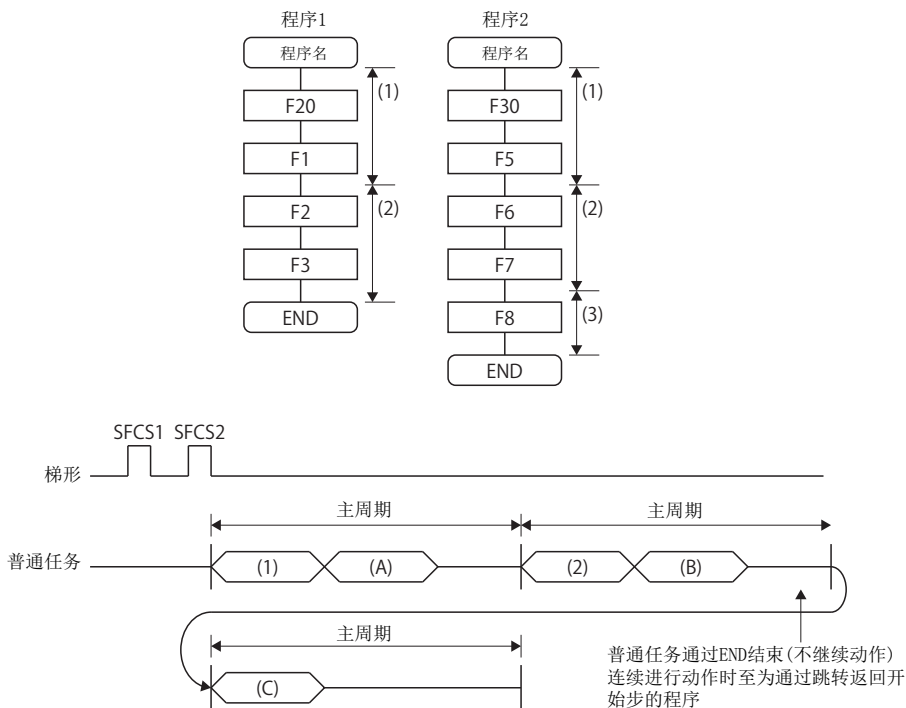 程序1
程序2
程序名
程序名
F20
F1
F2
F3
END
(1)
(2)
F30
F5
F6
F7
F8
END
(1)
(2)
(3)
SFCS1 SFCS2
梯形
主周期
主周期
普通任务
(1)
(A)
(2)
(B)
主周期
(C)
普通任务通过END结束(不继续动作)
连续进行动作时至为通过跳转返回开
始步的程序